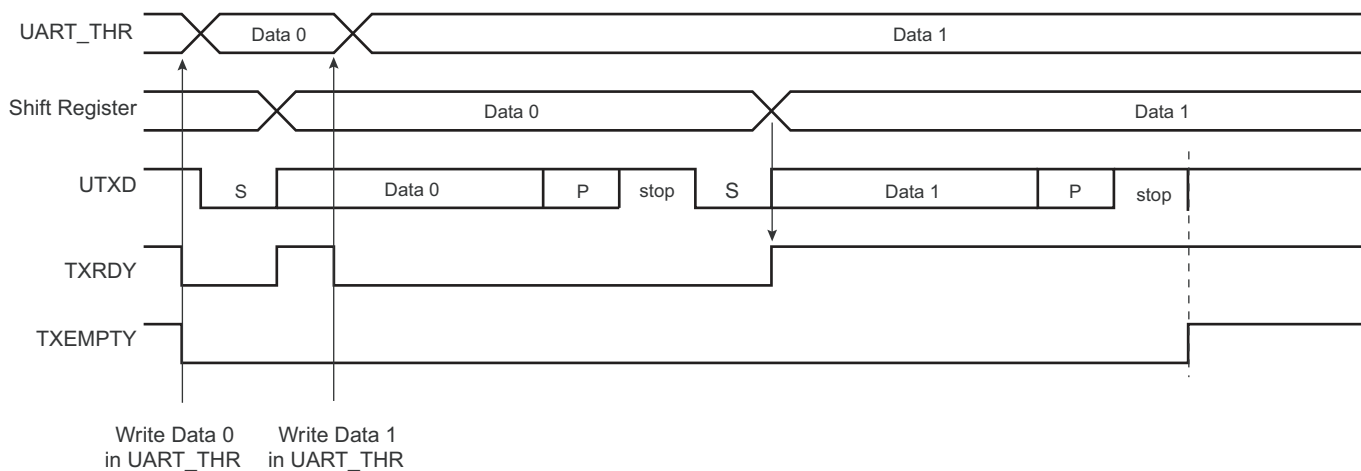 UART_THR
Data 0
Data 1
Shift Register
Data 0
Data 1
UTXD
S
Data 0
P
stop
S
Data 1
P
stop
TXRDY
TXEMPTY
Write Data 0
in UART_THR
Write Data 1
in UART_THR